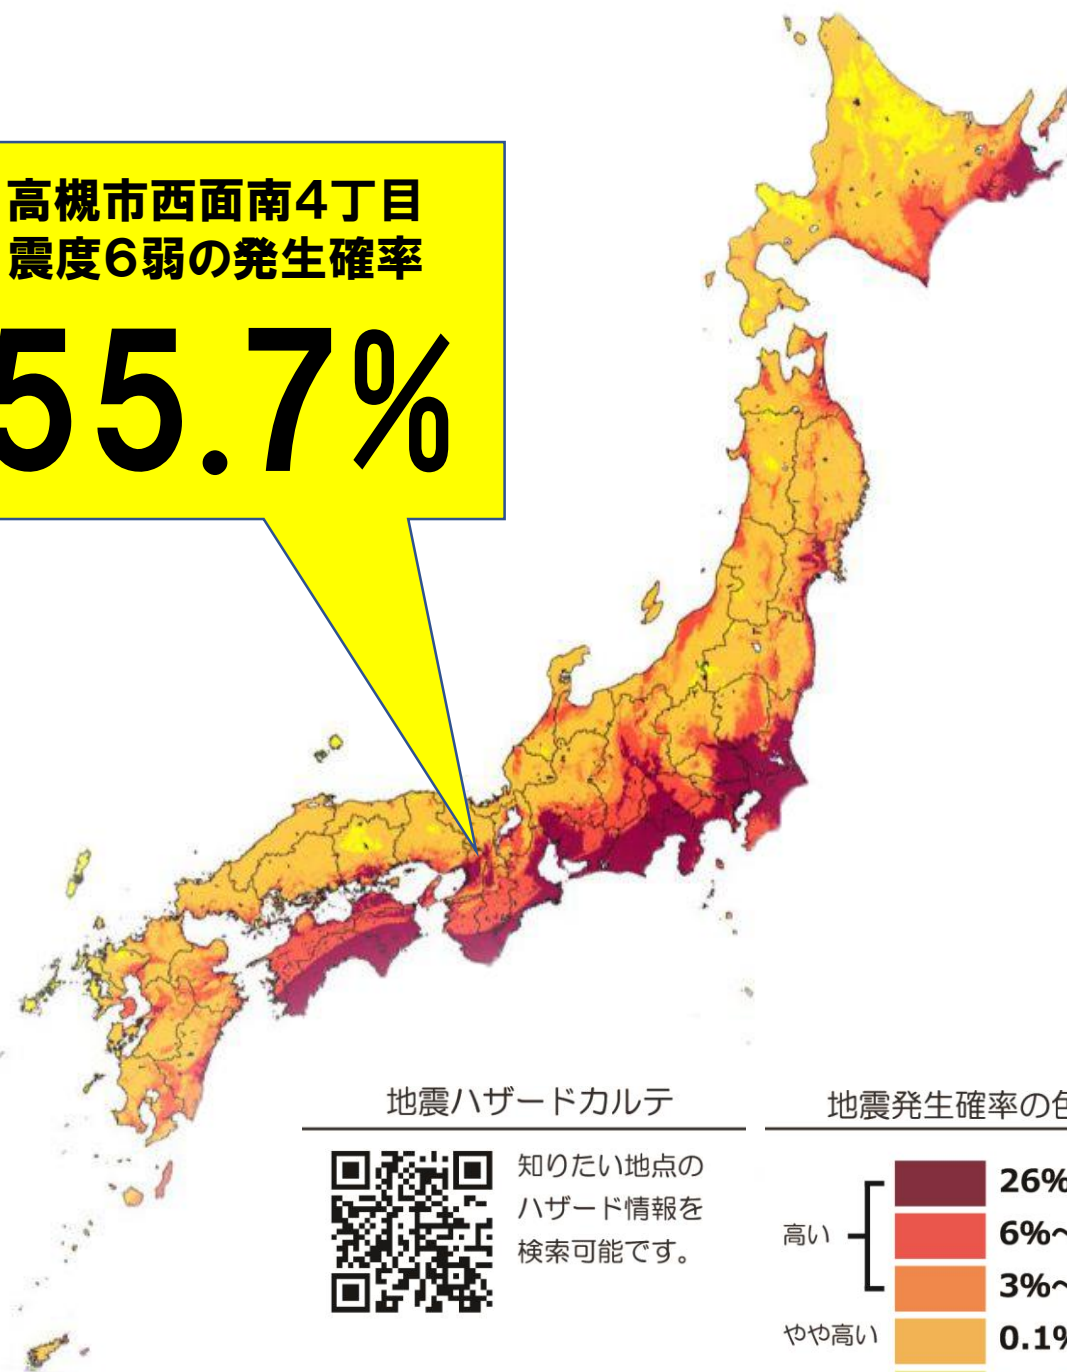 高槻市西面南4丁目
震度6弱の発生確率
55.7%
地震ハザードカルテ
知りたい地点の
ハザード情報を
検索可能です。
地震発生確率の色
高い
26%
6%~
3%~
やや高い
0.1%